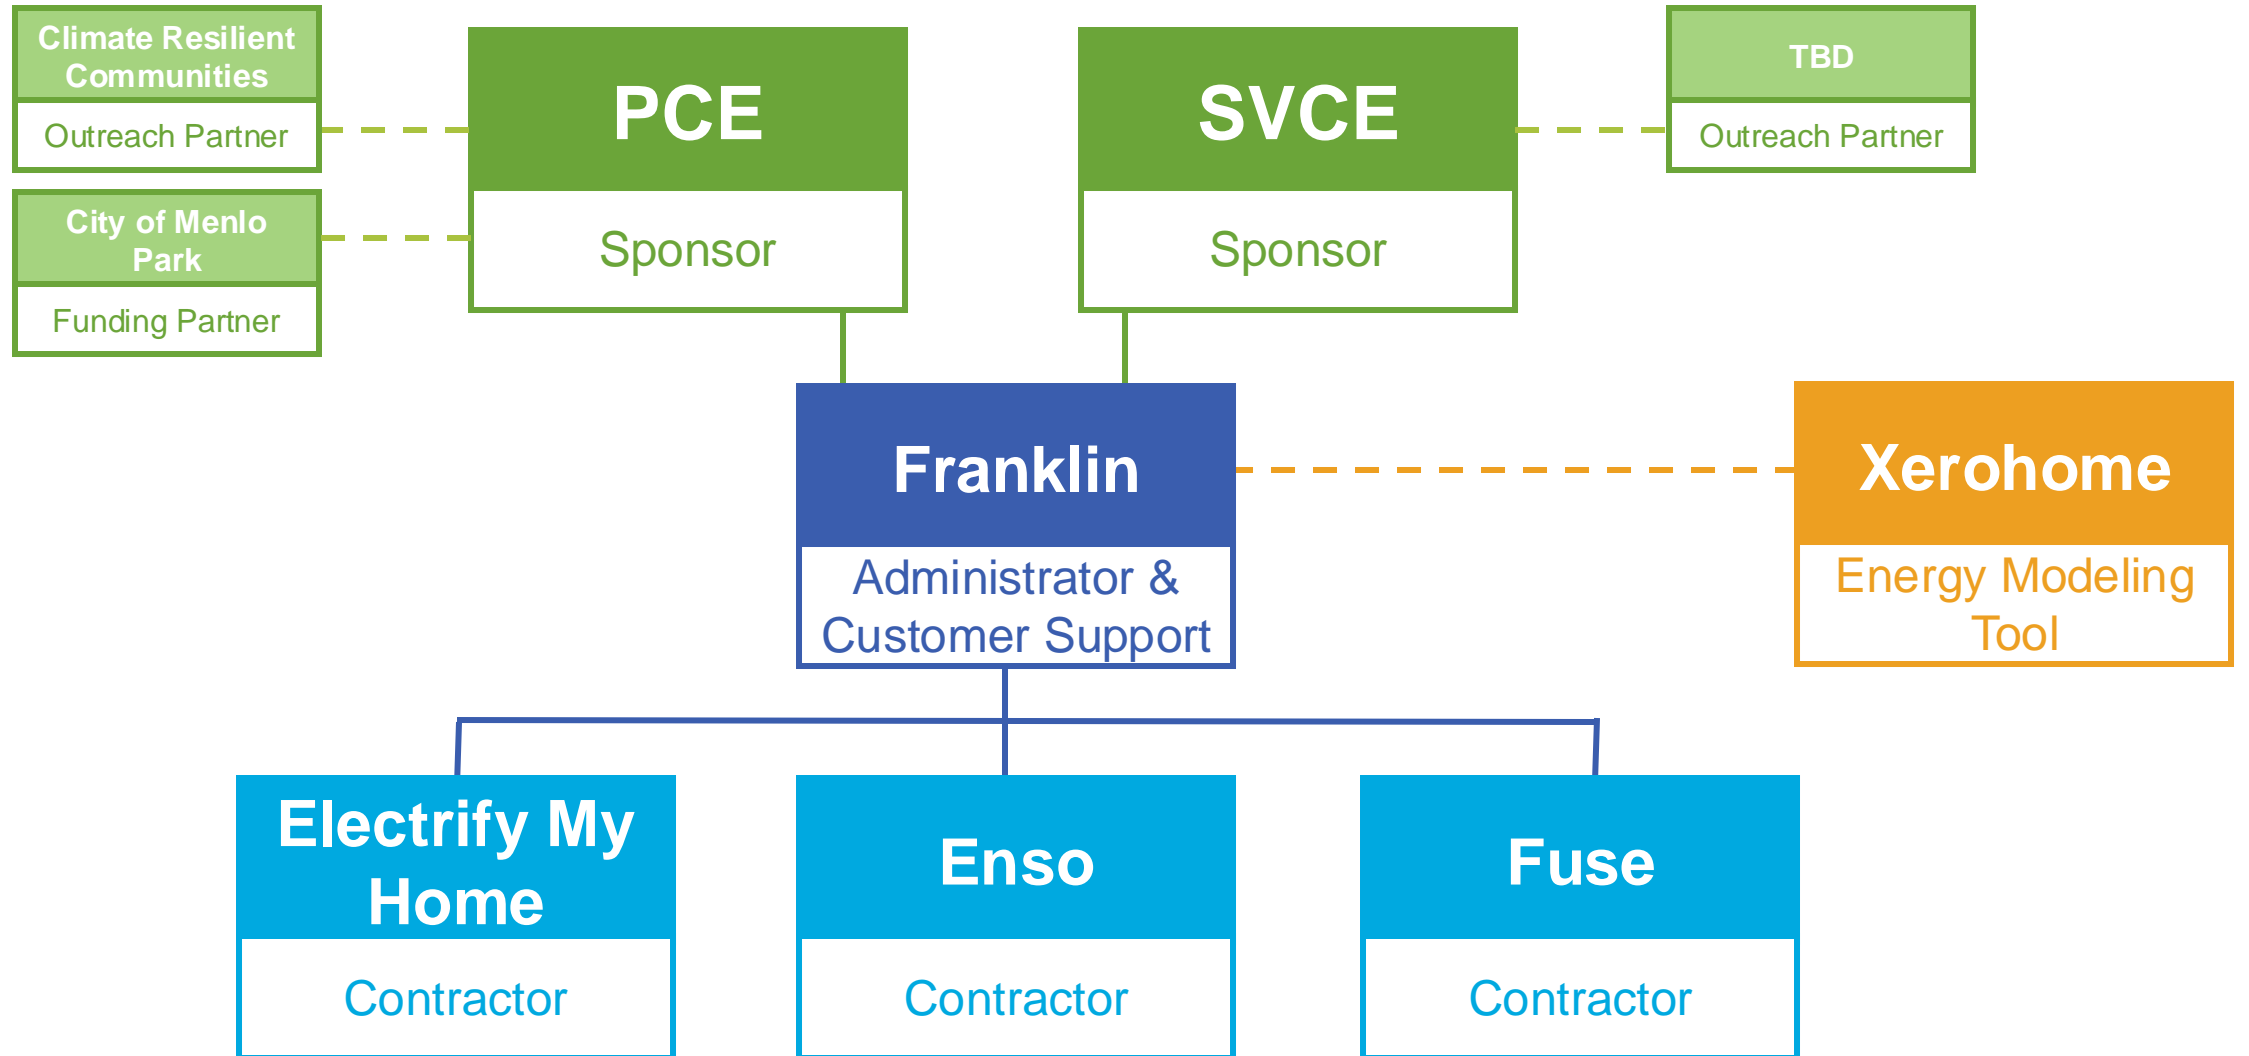 Climate Resilient
Communities
Outreach Partner
City of Menlo
Park
Funding Partner
PCE
Sponsor
SVCE
Sponsor
TBD
Outreach Partner
Franklin
Administrator &
Customer Support
Xerohome
Energy Modeling
Tool
Electrify My
Home
Contractor
Enso
Contractor
Fuse
Contractor